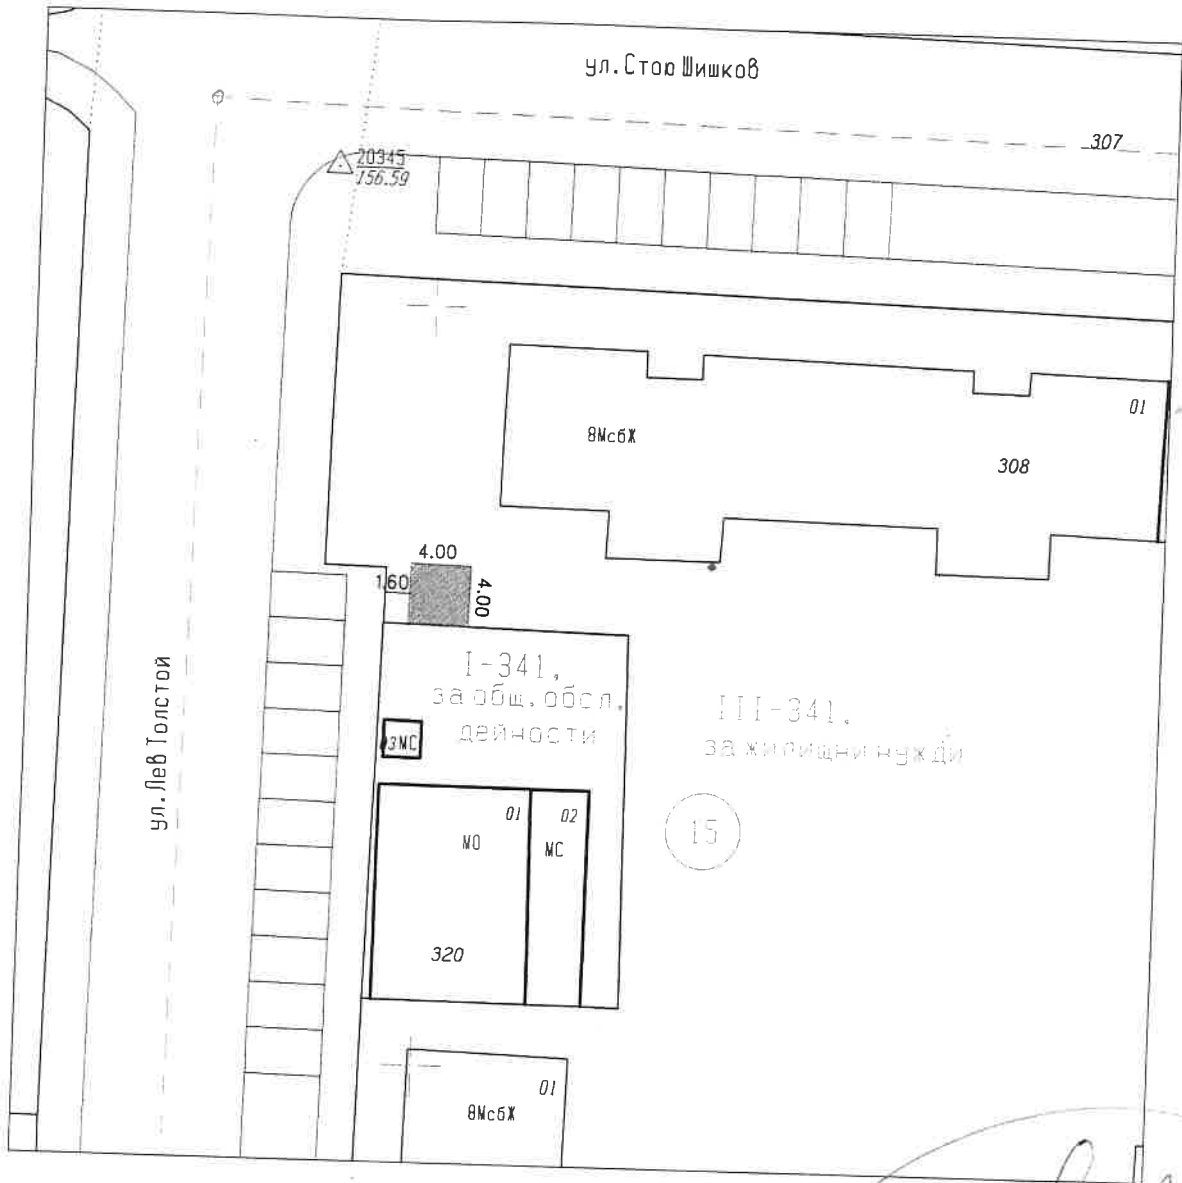 ул. Стою Шишков
307
20345
156.59
01
8МсбЖ
308
4.00
1.60
4.00
I-341,
за общ. обсл.
дейности
III-341,
за жилищни нужди
ул. Лев Толстой
03МС
01
02
МО
МС
15
320
01
8МсбЖ